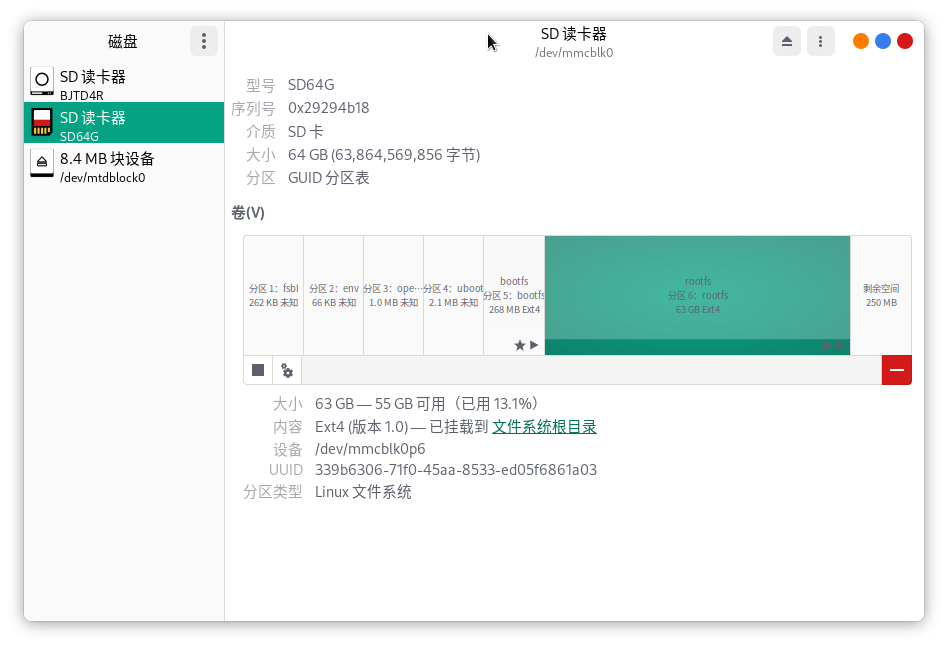 磁盘
SD 读卡器
/dev/mmcblk0
SD 读卡器
BJTD4R
SD 读卡器
SD64G
8.4 MB 块设备
/dev/mtdblock0
型号 SD64G
序列号 0x29294b18
介质 SD 卡
大小 64 GB (63,864,569,856 字节)
分区 GUID 分区表
卷(V)
分区 1：fsbl
262 KB 未知
分区 2：env
66 KB 未知
分区 3：ope…
1.0 MB 未知
分区 4：uboot
2.1 MB 未知
bootfs
分区 5：bootfs
268 MB Ext4
rootfs
分区 6：rootfs
63 GB Ext4
剩余空间
250 MB
大小 63 GB — 55 GB 可用（已用 13.1%）
内容 Ext4 (版本 1.0) — 已挂载到 文件系统根目录
设备 /dev/mmcblk0p6
UUID 339b6306-71f0-45aa-8533-ed05f6861a03
分区类型 Linux 文件系统